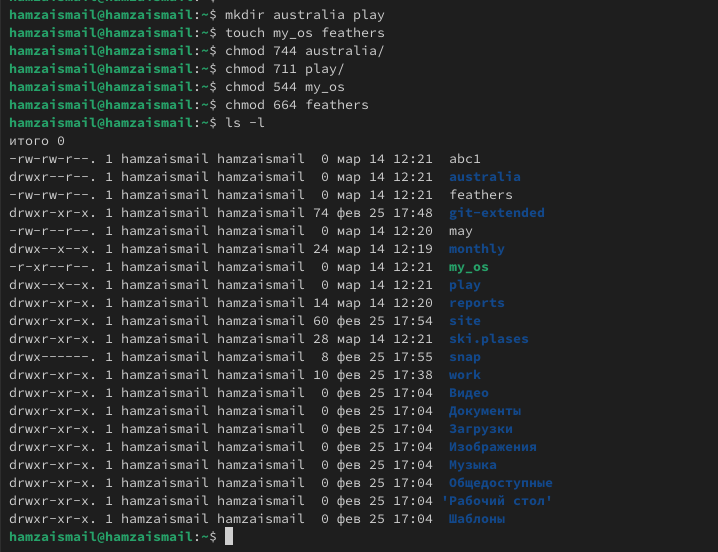 hamzaismail@hamzaismail:~$ mkdir australia play
hamzaismail@hamzaismail:~$ touch my_os feathers
hamzaismail@hamzaismail:~$ chmod 744 australia/
hamzaismail@hamzaismail:~$ chmod 711 play/
hamzaismail@hamzaismail:~$ chmod 544 my_os
hamzaismail@hamzaismail:~$ chmod 664 feathers
hamzaismail@hamzaismail:~$ ls -l
итого 0
-rw-rw-r--. 1 hamzaismail hamzaismail  0 мар 14 12:21  abc1
drwxr--r--. 1 hamzaismail hamzaismail  0 мар 14 12:21  australia
-rw-rw-r--. 1 hamzaismail hamzaismail  0 мар 14 12:21  feathers
drwxr-xr-x. 1 hamzaismail hamzaismail 74 фев 25 17:48  git-extended
-rw-r--r--. 1 hamzaismail hamzaismail  0 мар 14 12:20  may
drwx--x--x. 1 hamzaismail hamzaismail 24 мар 14 12:19  monthly
-r-xr--r--. 1 hamzaismail hamzaismail  0 мар 14 12:21  my_os
drwx--x--x. 1 hamzaismail hamzaismail  0 мар 14 12:21  play
drwxr-xr-x. 1 hamzaismail hamzaismail 14 мар 14 12:20  reports
drwxr-xr-x. 1 hamzaismail hamzaismail 60 фев 25 17:54  site
drwxr-xr-x. 1 hamzaismail hamzaismail 28 мар 14 12:21  ski.plases
drwx------. 1 hamzaismail hamzaismail  8 фев 25 17:55  snap
drwxr-xr-x. 1 hamzaismail hamzaismail 10 фев 25 17:38  work
drwxr-xr-x. 1 hamzaismail hamzaismail  0 фев 25 17:04  Видео
drwxr-xr-x. 1 hamzaismail hamzaismail  0 фев 25 17:04  Документы
drwxr-xr-x. 1 hamzaismail hamzaismail  0 фев 25 17:04  Загрузки
drwxr-xr-x. 1 hamzaismail hamzaismail  0 фев 25 17:04  Изображения
drwxr-xr-x. 1 hamzaismail hamzaismail  0 фев 25 17:04  Музыка
drwxr-xr-x. 1 hamzaismail hamzaismail  0 фев 25 17:04  Общедоступные
drwxr-xr-x. 1 hamzaismail hamzaismail  0 фев 25 17:04 'Рабочий стол'
drwxr-xr-x. 1 hamzaismail hamzaismail  0 фев 25 17:04  Шаблоны
hamzaismail@hamzaismail:~$